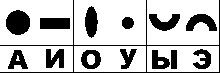 А И О У Ы Э